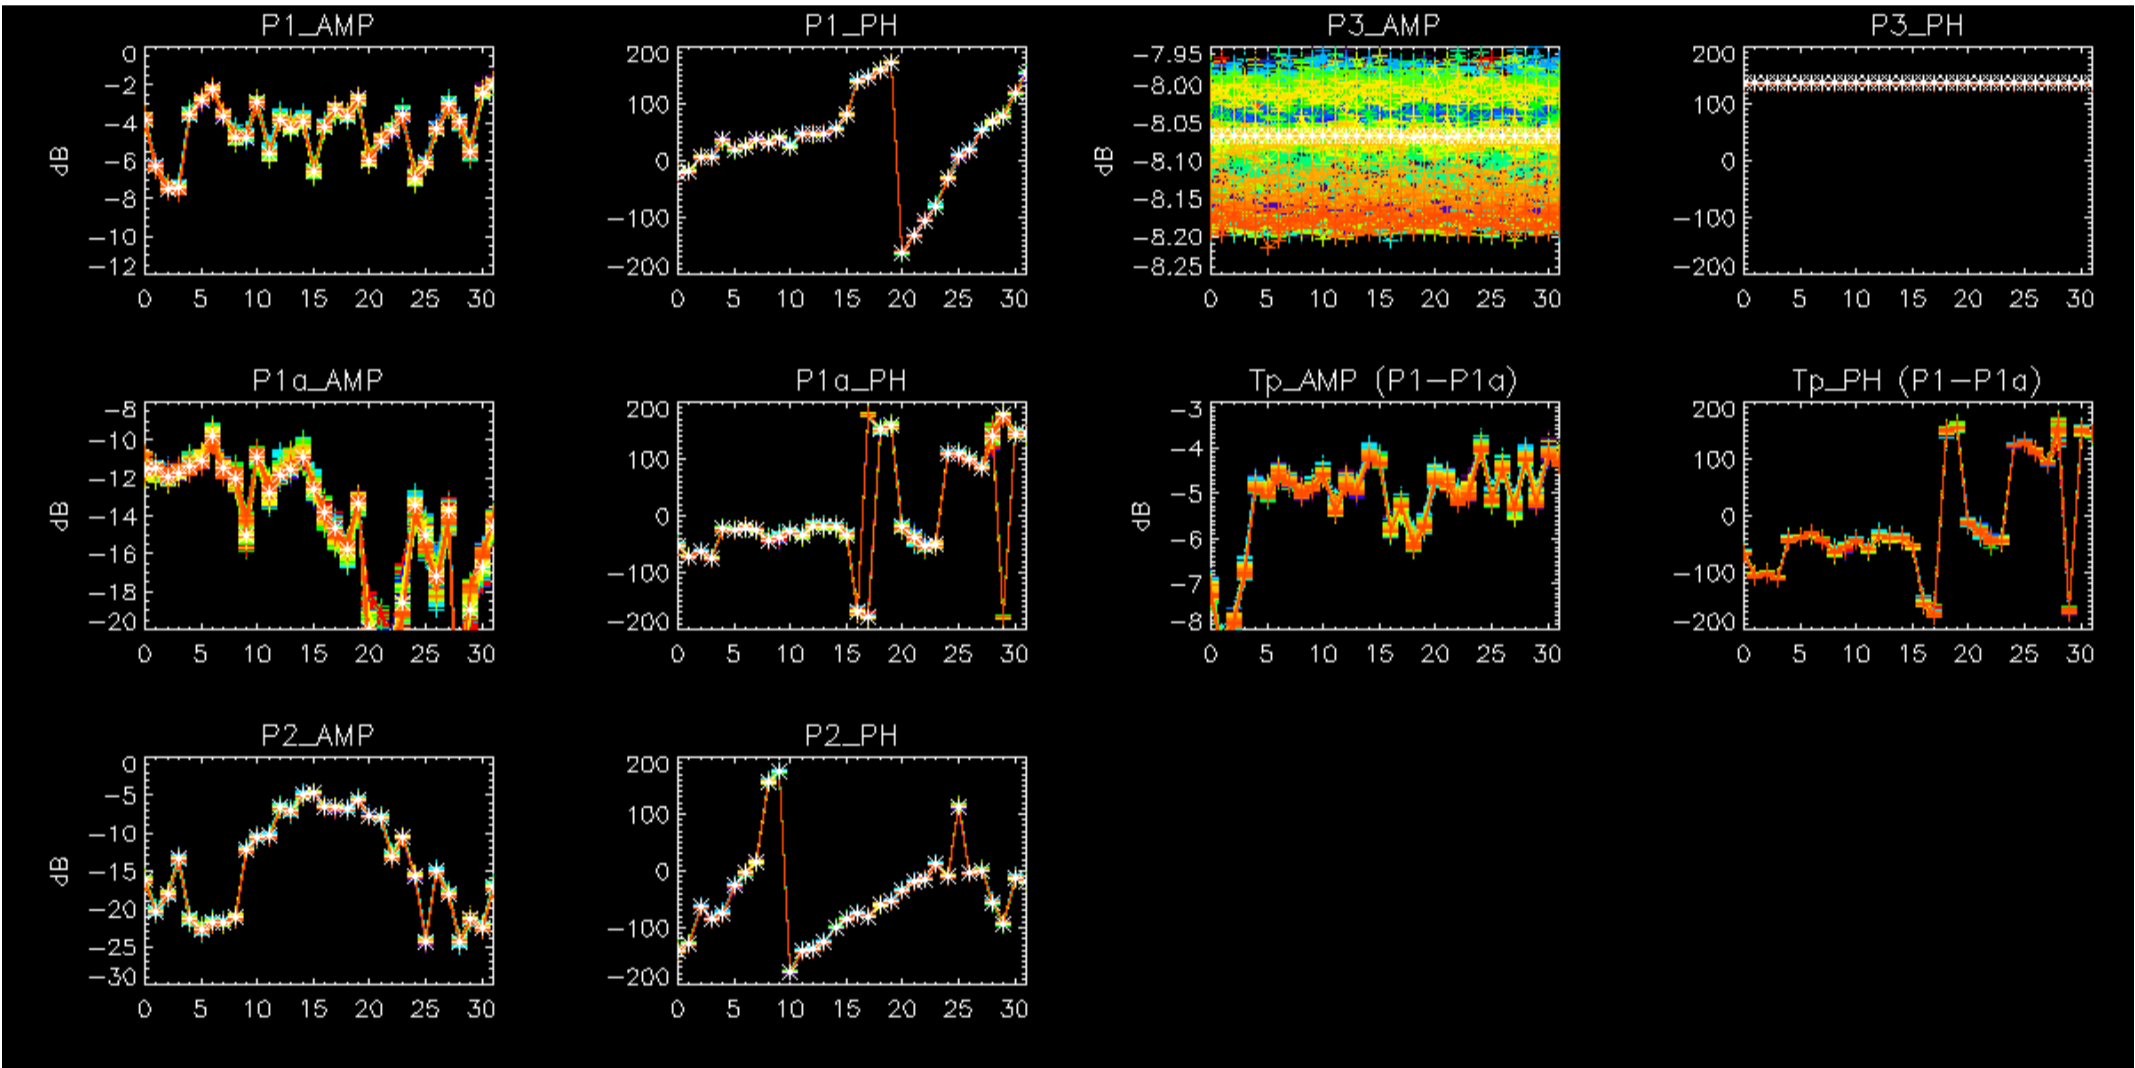 P1_AMP
0
-2
-4
-6
-8
-10
-12
dB
0 5 10 15 20 25 30
P1_PH
200
100
0
-100
-200
0 5 10 15 20 25 30
P3_AMP
-7.95
-8.00
-8.05
-8.10
-8.15
-8.20
-8.25
dB
0 5 10 15 20 25 30
P3_PH
200
100
0
-100
-200
0 5 10 15 20 25 30
P1a_AMP
-8
-10
-12
-14
-16
-18
-20
dB
0 5 10 15 20 25 30
P1a_PH
200
100
0
-100
-200
0 5 10 15 20 25 30
Tp_AMP (P1-P1a)
-3
-4
-5
-6
-7
-8
dB
0 5 10 15 20 25 30
Tp_PH (P1-P1a)
200
100
0
-100
-200
0 5 10 15 20 25 30
P2_AMP
0
-5
-10
-15
-20
-25
-30
dB
0 5 10 15 20 25 30
P2_PH
200
100
0
-100
-200
0 5 10 15 20 25 30